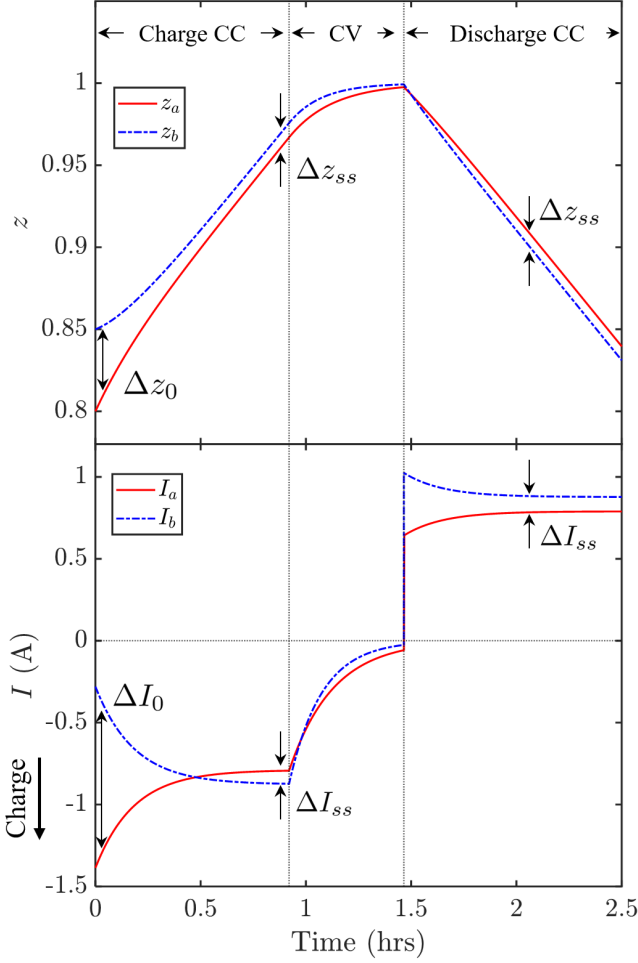 Charge CC
CV
Discharge CC
z_a
z_b
Δz_ss
Δz_ss
Δz_0
z
1
0.95
0.9
0.85
0.8
I_a
I_b
ΔI_ss
ΔI_0
ΔI_ss
I (A)
Charge
1
0.5
0
-0.5
-1
-1.5
0
0.5
1
1.5
2
2.5
Time (hrs)